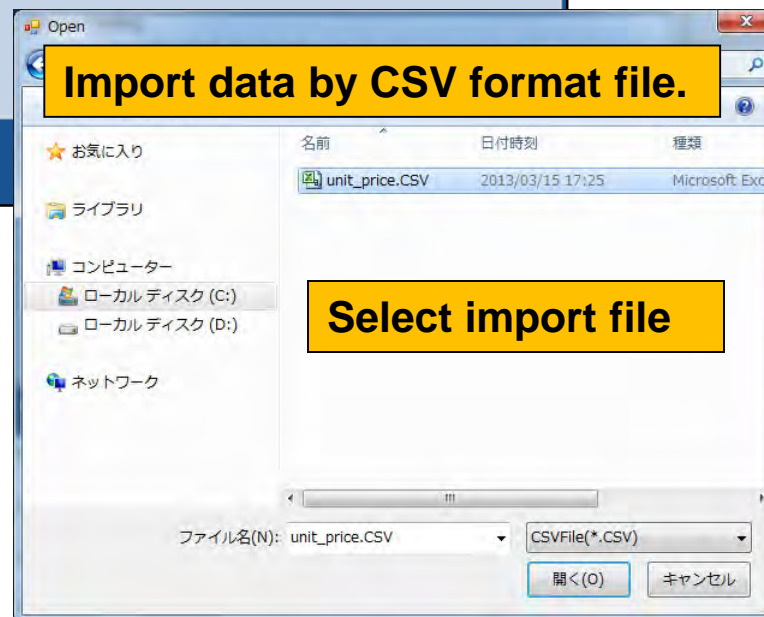 Open
Import data by CSV format file.
お気に入り
ライブラリ
コンピューター
ローカル ディスク (C:)
ローカル ディスク (D:)
ネットワーク
名前 日付時刻 種類
unit_price.CSV 2013/03/15 17:25 Microsoft Exc
Select import file
ファイル名(N): unit_price.CSV CSVFile(*.CSV)
開く(O) キャンセル